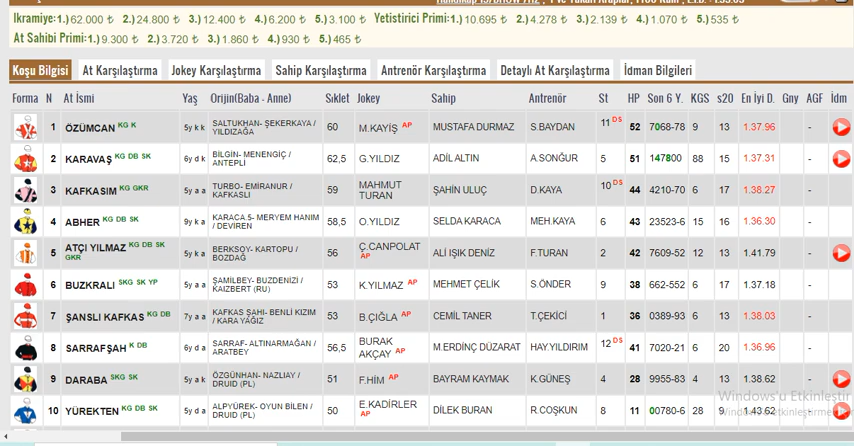 İkramiye: 1.) 62.000 ₺ 2.) 24.800 ₺ 3.) 12.400 ₺ 4.) 6.200 ₺ 5.) 3.100 ₺ Yetistirici Primi: 1.) 10.695 ₺ 2.) 4.278 ₺ 3.) 2.139 ₺ 4.) 1.070 ₺ 5.) 535 ₺
At Sahibi Primi: 1.) 9.300 ₺ 2.) 3.720 ₺ 3.) 1.860 ₺ 4.) 930 ₺ 5.) 465 ₺
Koşu Bilgisi At Karşılaştırma Jokey Karşılaştırma Sahip Karşılaştırma Antrenör Karşılaştırma Detaylı At Karşılaştırma İdman Bilgileri
Forma N At İsmi Yaş Orijin(Baba - Anne) Sıklet Jokey Sahip Antrenör St HP Son 6 Y. KGS s20 En İyi D. Gny AGF İdm
1 ÖZÜMCAN KG K 5y k k SALTUKHAN- ŞEKERKAYA / YILDIZAĞA 60 M.KAYİŞ AP MUSTAFA DURMAZ S.BAYDAN 11 DS 52 7068-78 9 13 1.37.96 -
2 KARAVAŞ KG DB SK 6y d k BİLGİN- MENENGİÇ / ANTEPLİ 62,5 G.YILDIZ ADİL ALTIN A.SONĞUR 5 51 147800 88 15 1.37.31 -
3 KAFKASIM KG GKR 5y a a TURBO- EMİRANUR / KAFKASLI 59 MAHMUT TURAN ŞAHİN ULUÇ D.KAYA 10 DS 44 4210-70 6 17 1.38.27 -
4 ABHER KG DB SK 9y k a KARACA 5- MERYEM HANIM / DEVİREN 58,5 O.YILDIZ SELDA KARACA MEH.KAYA 6 43 23523-6 15 16 1.36.30 -
5 ATÇI YILMAZ KG DB SK GKR 5y k a BERKSOY- KARTOPU / BOZDAĞ 56 Ç.CANPOLAT AP ALİ IŞIK DENİZ F.TURAN 2 42 7609-52 12 13 1.41.79 -
6 BUZKRALI SKG SK YP 5y a a ŞAMİLBEY- BUZDENİZİ / KAIZBERT (RU) 53 K.YILMAZ AP MEHMET ÇELİK S.ÖNDER 9 38 662-552 6 17 1.37.18 -
7 ŞANSLI KAFKAS KG DB 7y a a KAFKAS ŞAHI- BENLİ KIZIM / KARA YAĞIZ 53 B.ÇIĞLA AP CEMİL TANER T.ÇEKİCİ 1 36 0389-93 6 13 1.38.03 -
8 SARRAFŞAH K DB 6y d a SARRAF- ALTINARMAĞAN / ARATBEY 56,5 BURAK AKÇAY AP M.ERDİNÇ DÜZARAT HAY.YILDIRIM 12 DS 41 7020-21 6 20 1.36.96 -
9 DARABA SKG SK 5y a k ÖZGÜNHAN- NAZLIAY / DRUID (PL) 51 F.HİM AP BAYRAM KAYMAK K.GÜNEŞ 4 28 9955-83 4 13 1.38.62 -
10 YÜREKTEN KG DB SK 5y d a ALPYÜREK- OYUN BİLEN / DRUID (PL) 50 E.KADİRLER AP DİLEK BURAN R.COŞKUN 8 11 00780-6 28 9 1.43.62 -
Windows'u Etkinleştir
Windows'u etkinleştirme